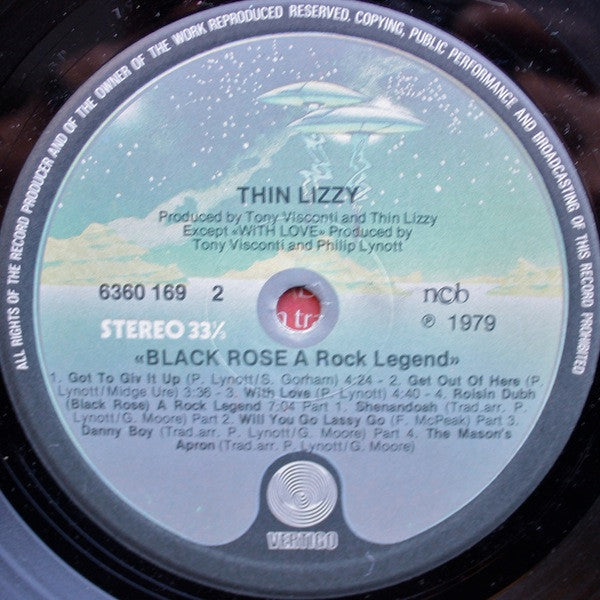 ALL RIGHTS OF THE RECORD PRODUCER AND OF THE OWNER OF THE WORK REPRODUCED RESERVED. COPYING, PUBLIC PERFORMANCE AND BROADCASTING OF THIS RECORD PROHIBITED
THIN LIZZY
Produced by Tony Visconti and Thin Lizzy
Except «WITH LOVE» Produced by
Tony Visconti and Philip Lynott
6360 169 2
ncb
STEREO 33⅓
℗ 1979
«BLACK ROSE A Rock Legend»
1. Got To Giv It Up (P. Lynott/S. Gorham) 4:24 - 2. Get Out Of Here (P.
Lynott/Midge Ure) 3:36 - 3. With Love (P. Lynott) 4:40 - 4. Roisin Dubh
(Black Rose) A Rock Legend 7:04 Part 1. Shenandoah (Trad.arr. P.
Lynott/G. Moore) Part 2. Will You Go Lassy Go (F. McPeak) Part 3.
Danny Boy (Trad.arr. P. Lynott/G. Moore) Part 4. The Mason's
Apron (Trad.arr. P. Lynott/G. Moore)
VERTIGO